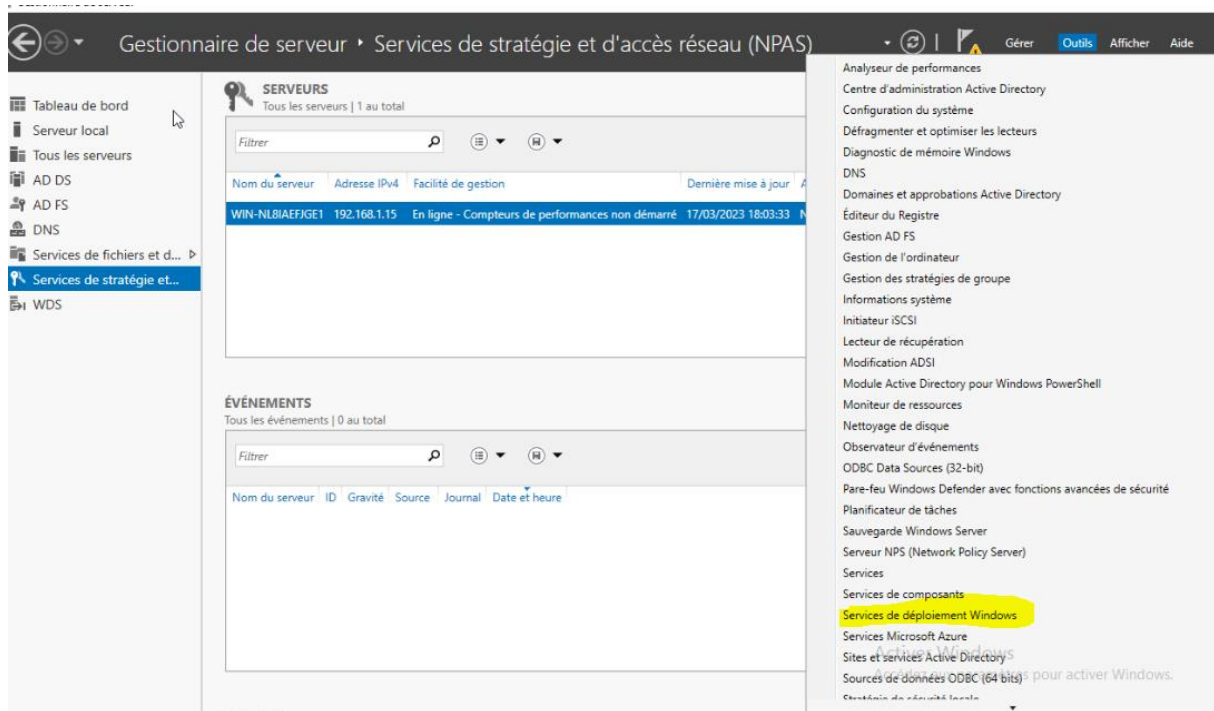 Gestionnaire de serveur ‣ Services de stratégie et d'accès réseau (NPAS)
Gérer Outils Afficher Aide
Tableau de bord
Serveur local
Tous les serveurs
AD DS
AD FS
DNS
Services de fichiers et d...
Services de stratégie et...
WDS
SERVEURS
Tous les serveurs | 1 au total
Filtrer
Nom du serveur Adresse IPv4 Facilité de gestion Dernière mise à jour
WIN-NL8IAEFJGE1 192.168.1.15 En ligne - Compteurs de performances non démarré 17/03/2023 18:03:33
ÉVÉNEMENTS
Tous les événements | 0 au total
Filtrer
Nom du serveur ID Gravité Source Journal Date et heure
Analyseur de performances
Centre d'administration Active Directory
Configuration du système
Défragmenter et optimiser les lecteurs
Diagnostic de mémoire Windows
DNS
Domaines et approbations Active Directory
Éditeur du Registre
Gestion AD FS
Gestion de l'ordinateur
Gestion des stratégies de groupe
Informations système
Initiateur iSCSI
Lecteur de récupération
Modification ADSI
Module Active Directory pour Windows PowerShell
Moniteur de ressources
Nettoyage de disque
Observateur d'événements
ODBC Data Sources (32-bit)
Pare-feu Windows Defender avec fonctions avancées de sécurité
Planificateur de tâches
Sauvegarde Windows Server
Serveur NPS (Network Policy Server)
Services
Services de composants
Services de déploiement Windows
Services Microsoft Azure
Activer Windows
Sites et services Active Directory
Sources de données ODBC (64 bits)
pour activer Windows.